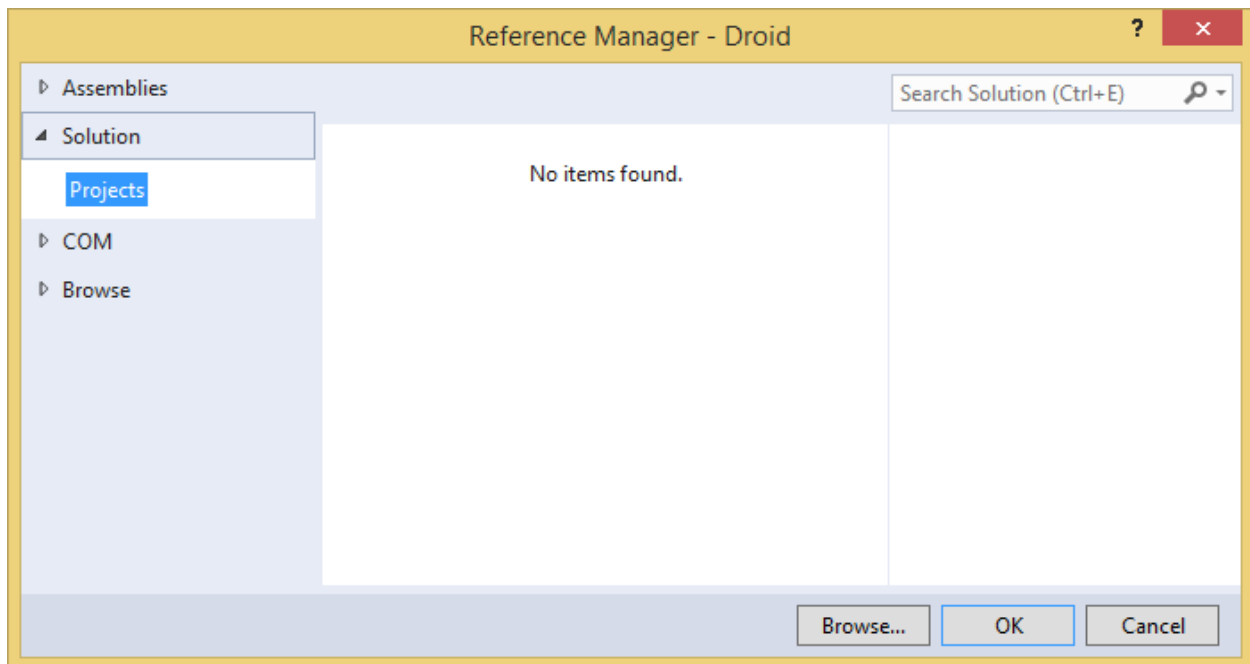 Reference Manager - Droid
?
Assemblies
Search Solution (Ctrl+E)
Solution
No items found.
Projects
COM
Browse
Browse...
OK
Cancel